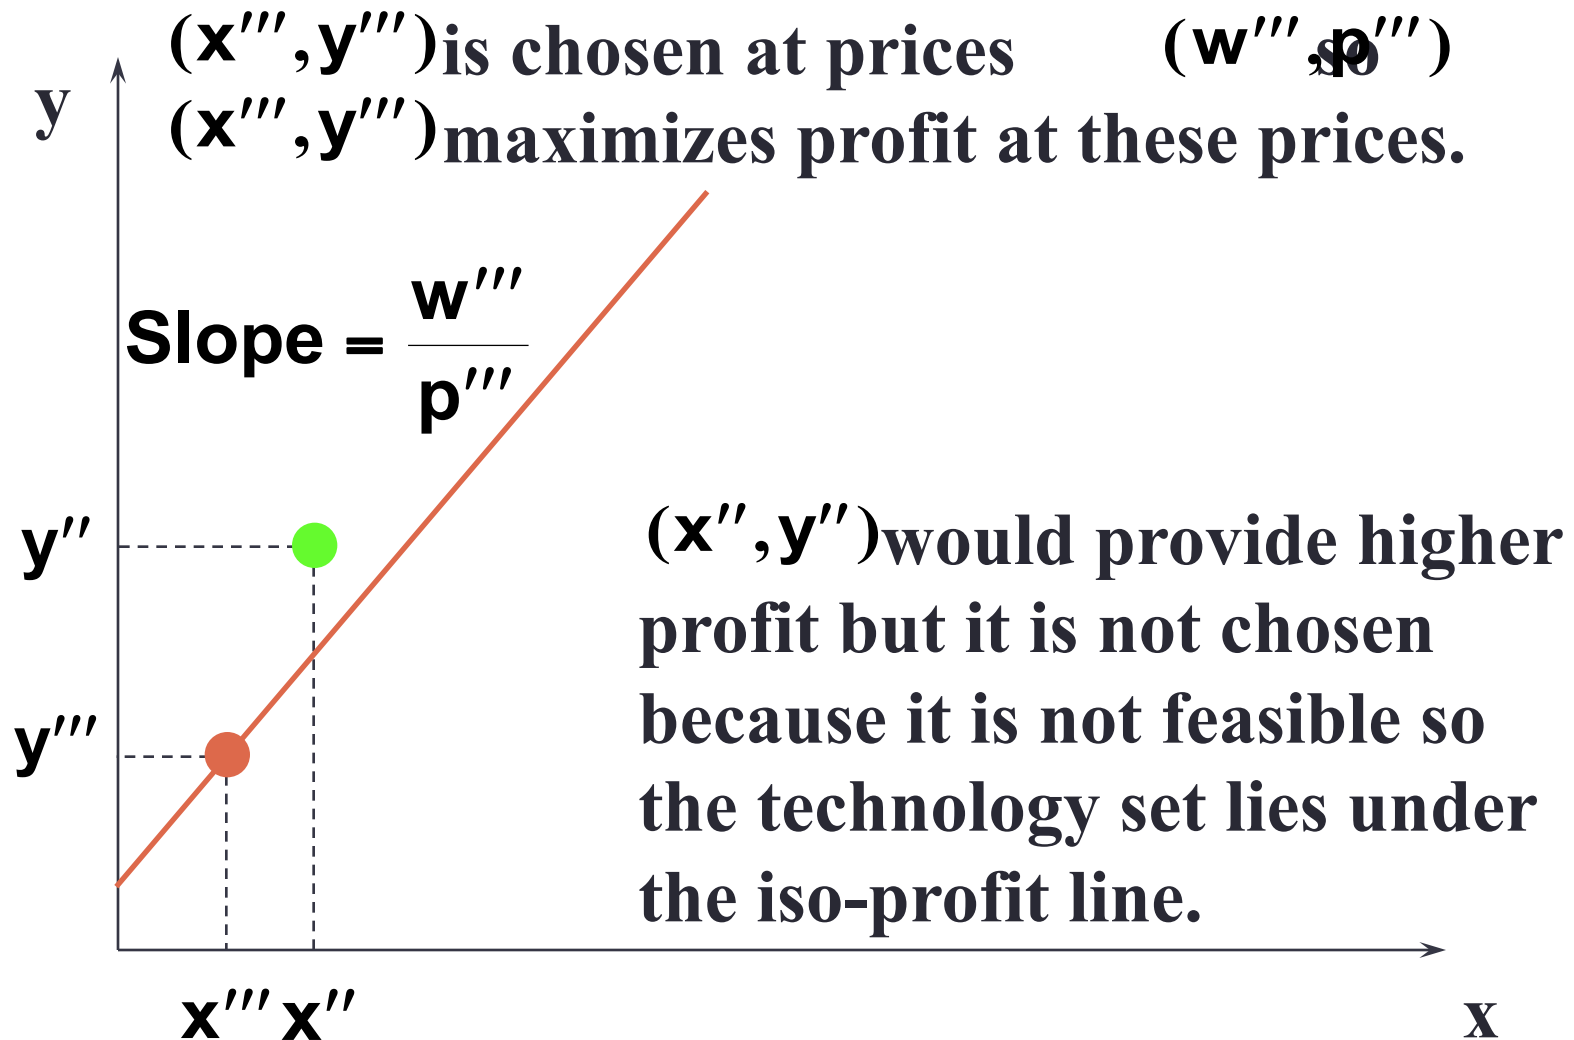 (x′′′,y′′′) is chosen at prices (w′′′,p′′′) so
(x′′′,y′′′) maximizes profit at these prices.
y
Slope = w′′′
p′′′
y′′
(x′′,y′′) would provide higher
profit but it is not chosen
because it is not feasible so
the technology set lies under
the iso-profit line.
y′′′
x′′′ x′′
x